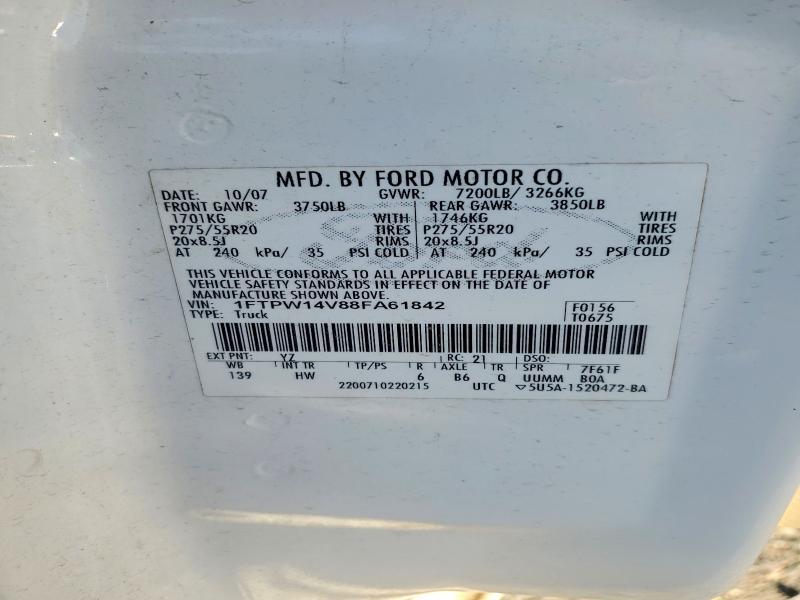 MFD. BY FORD MOTOR CO.
DATE: 10/07 GVWR: 7200LB/ 3266KG
FRONT GAWR: 3750LB REAR GAWR: 3850LB
1701KG WITH 1746KG WITH
P275/55R20 TIRES P275/55R20 TIRES
20x8.5J RIMS 20x8.5J RIMS
AT 240 kPa/ 35 PSI COLD AT 240 kPa/ 35 PSI COLD
THIS VEHICLE CONFORMS TO ALL APPLICABLE FEDERAL MOTOR
VEHICLE SAFETY STANDARDS IN EFFECT ON THE DATE OF
MANUFACTURE SHOWN ABOVE.
VIN: 1FTPW14V88FA61842 F0156
TYPE: Truck T0675
EXT PNT: YZ RC: 21 DSO:
WB INT TR TP/PS R AXLE TR SPR 7F61F
139 HW 6 B6 Q UUMM B0A
2200710220215 UTC ▽5U5A-1520472-BA